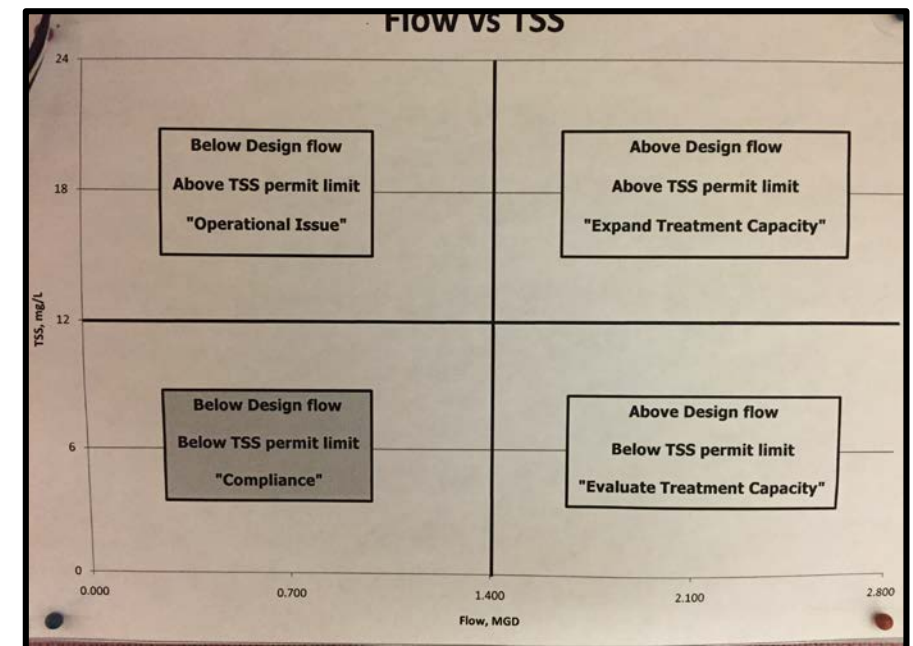 Flow vs TSS
24
Below Design flow
Above TSS permit limit
"Operational Issue"
Above Design flow
Above TSS permit limit
"Expand Treatment Capacity"
18
TSS, mg/L
12
Below Design flow
Below TSS permit limit
"Compliance"
Above Design flow
Below TSS permit limit
"Evaluate Treatment Capacity"
6
0
0.000
0.700
1.400
2.100
2.800
Flow, MGD